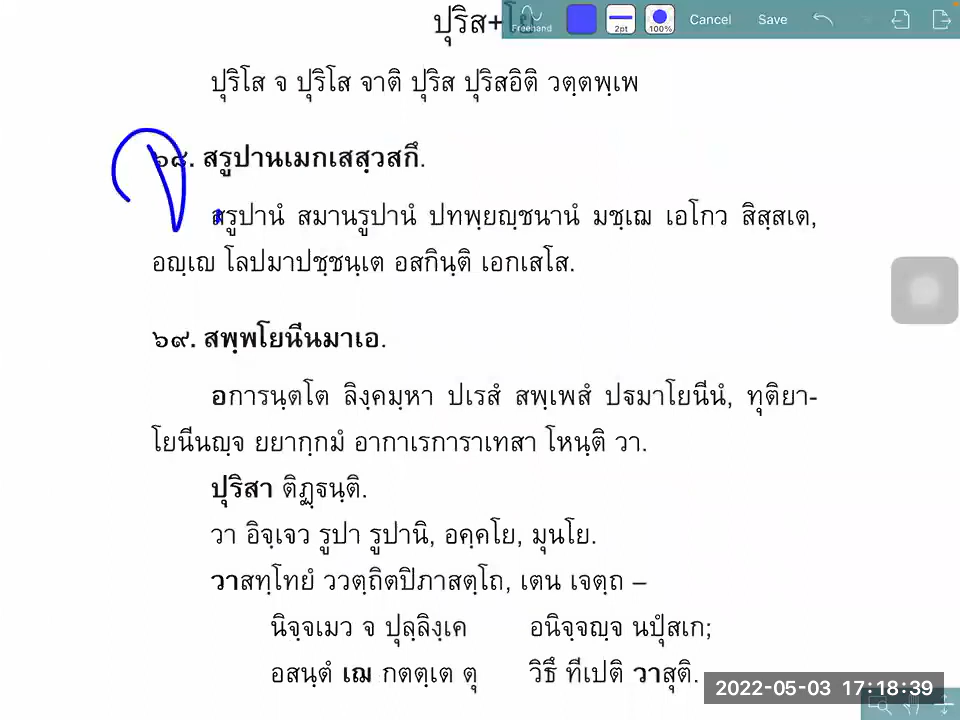 ปุริส+โย
Freehand 2pt 100% Cancel Save
ปุริโส จ ปุริโส จาติ ปุริส ปุริสอิติ วตฺตพฺเพ
๖๘. สรูปานเมกเสสฺวสกึ.
สรูปานํ สมานรูปานํ ปทพฺยญฺชนานํ มชฺเฌ เอโกว สิสฺสเต,
อญฺเญ โลปมาปชฺชนฺเต อสกินฺติ เอกเสโส.
๖๙. สพฺพโยนีนมาเอ.
อการนฺตโต ลิงฺคมฺหา ปเรสํ สพฺเพสํ ปฐมาโยนีนํ, ทุติยา-
โยนีนญฺจ ยยากฺกมํ อากาเรการาเทสา โหนฺติ วา.
ปุริสา ติฏฺฐนฺติ.
วา อิจฺเจว รูปา รูปานิ, อคฺคโย, มุนโย.
วาสทฺโทยํ ววตฺถิตปิภาสตฺโถ, เตน เจตฺถ –
นิจฺจเมว จ ปุลฺลิงฺเค อนิจฺจญฺจ นปุํสเก;
อสนฺตํ เฌ กตตฺเต ตุ วิธึ ทีเปติ วาสุติ.
2022-05-03 17:18:39